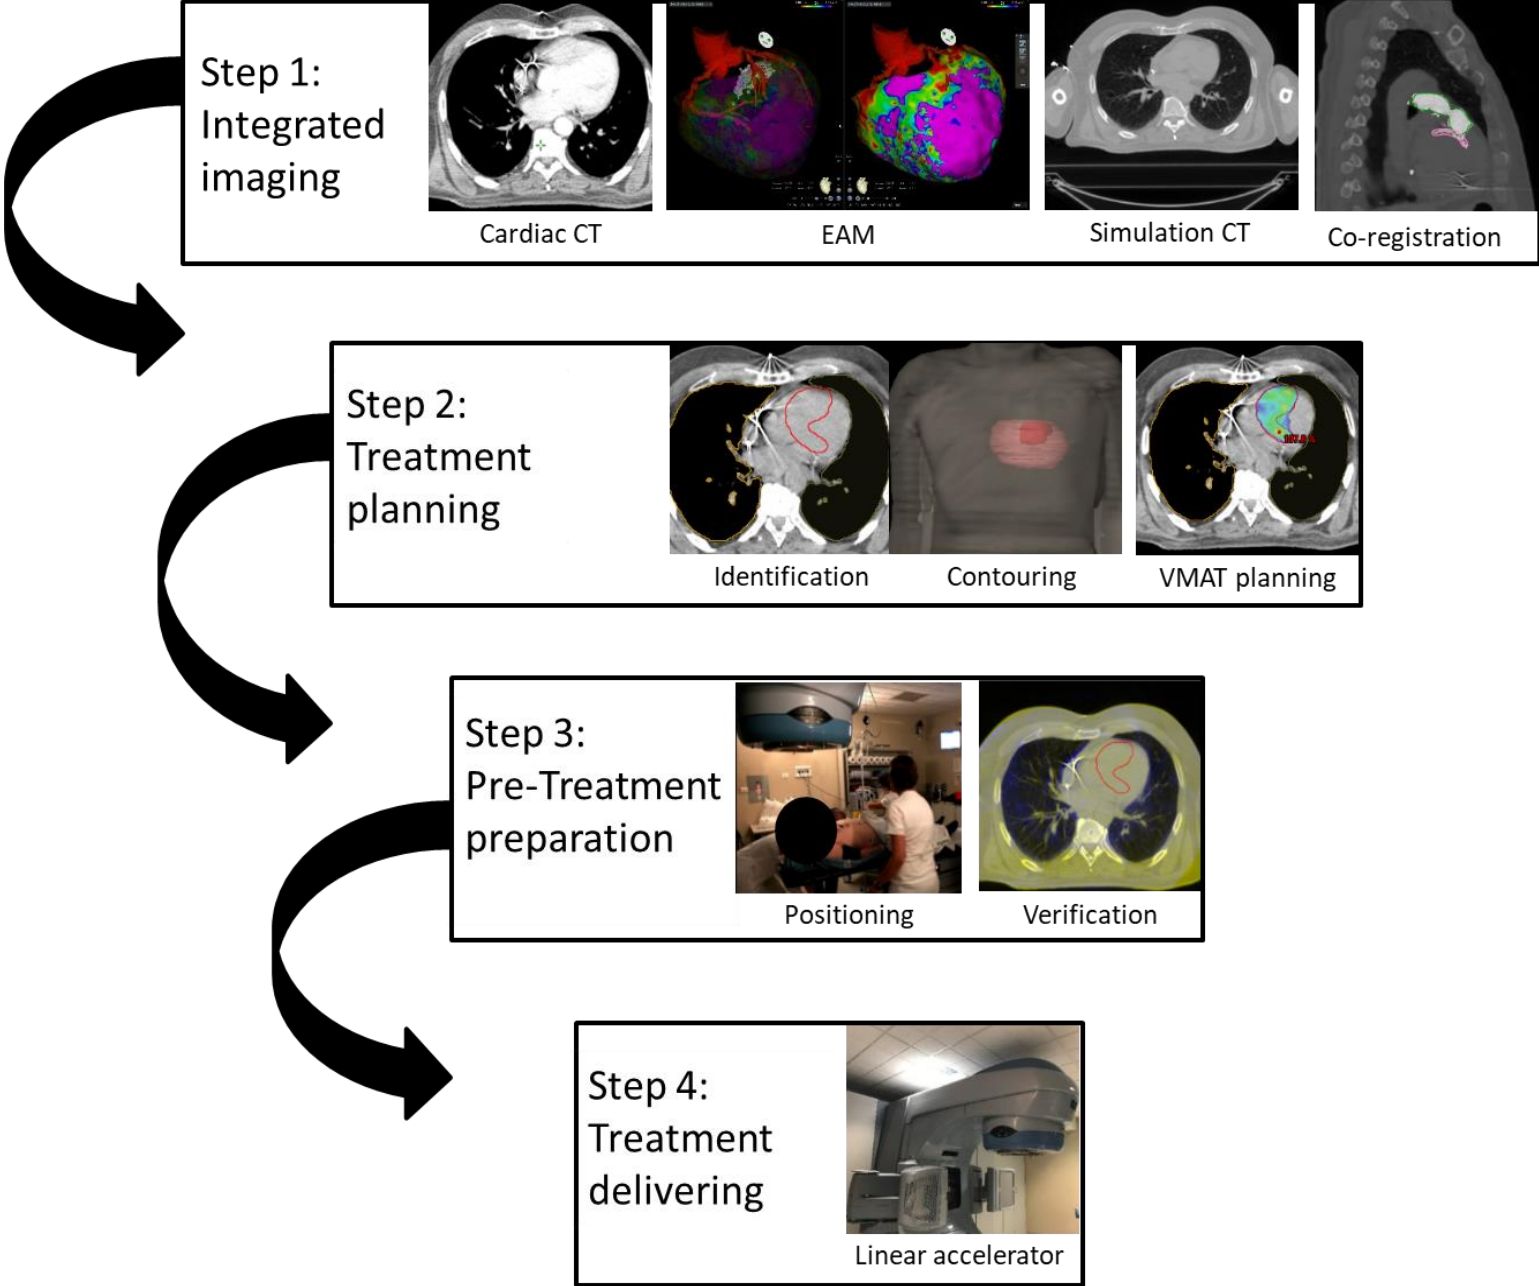 Step 1:
Integrated
imaging
Cardiac CT
EAM
Simulation CT
Co-registration
Step 2:
Treatment
planning
Identification
Contouring
VMAT planning
Step 3:
Pre-Treatment
preparation
Positioning
Verification
Step 4:
Treatment
delivering
Linear accelerator